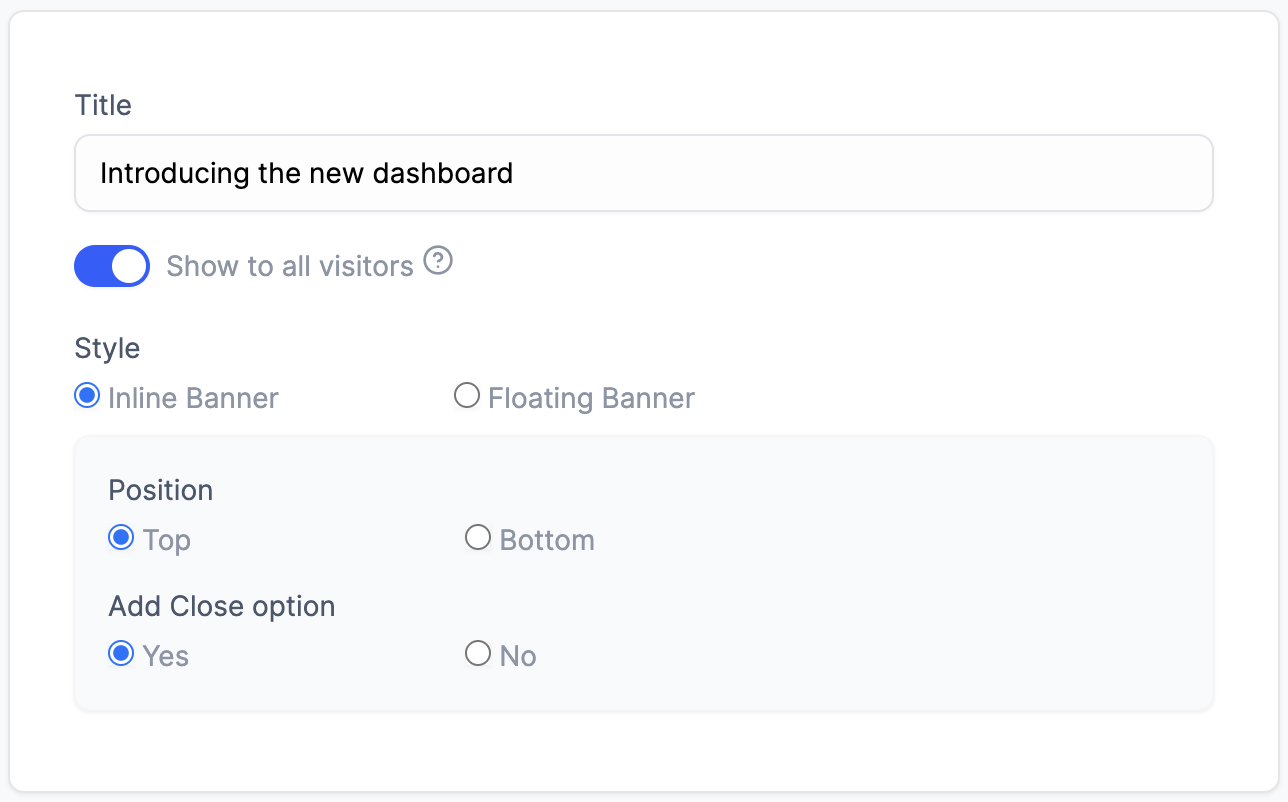 Title
Introducing the new dashboard
Show to all visitors ?
Style
Inline Banner Floating Banner
Position
Top Bottom
Add Close option
Yes No